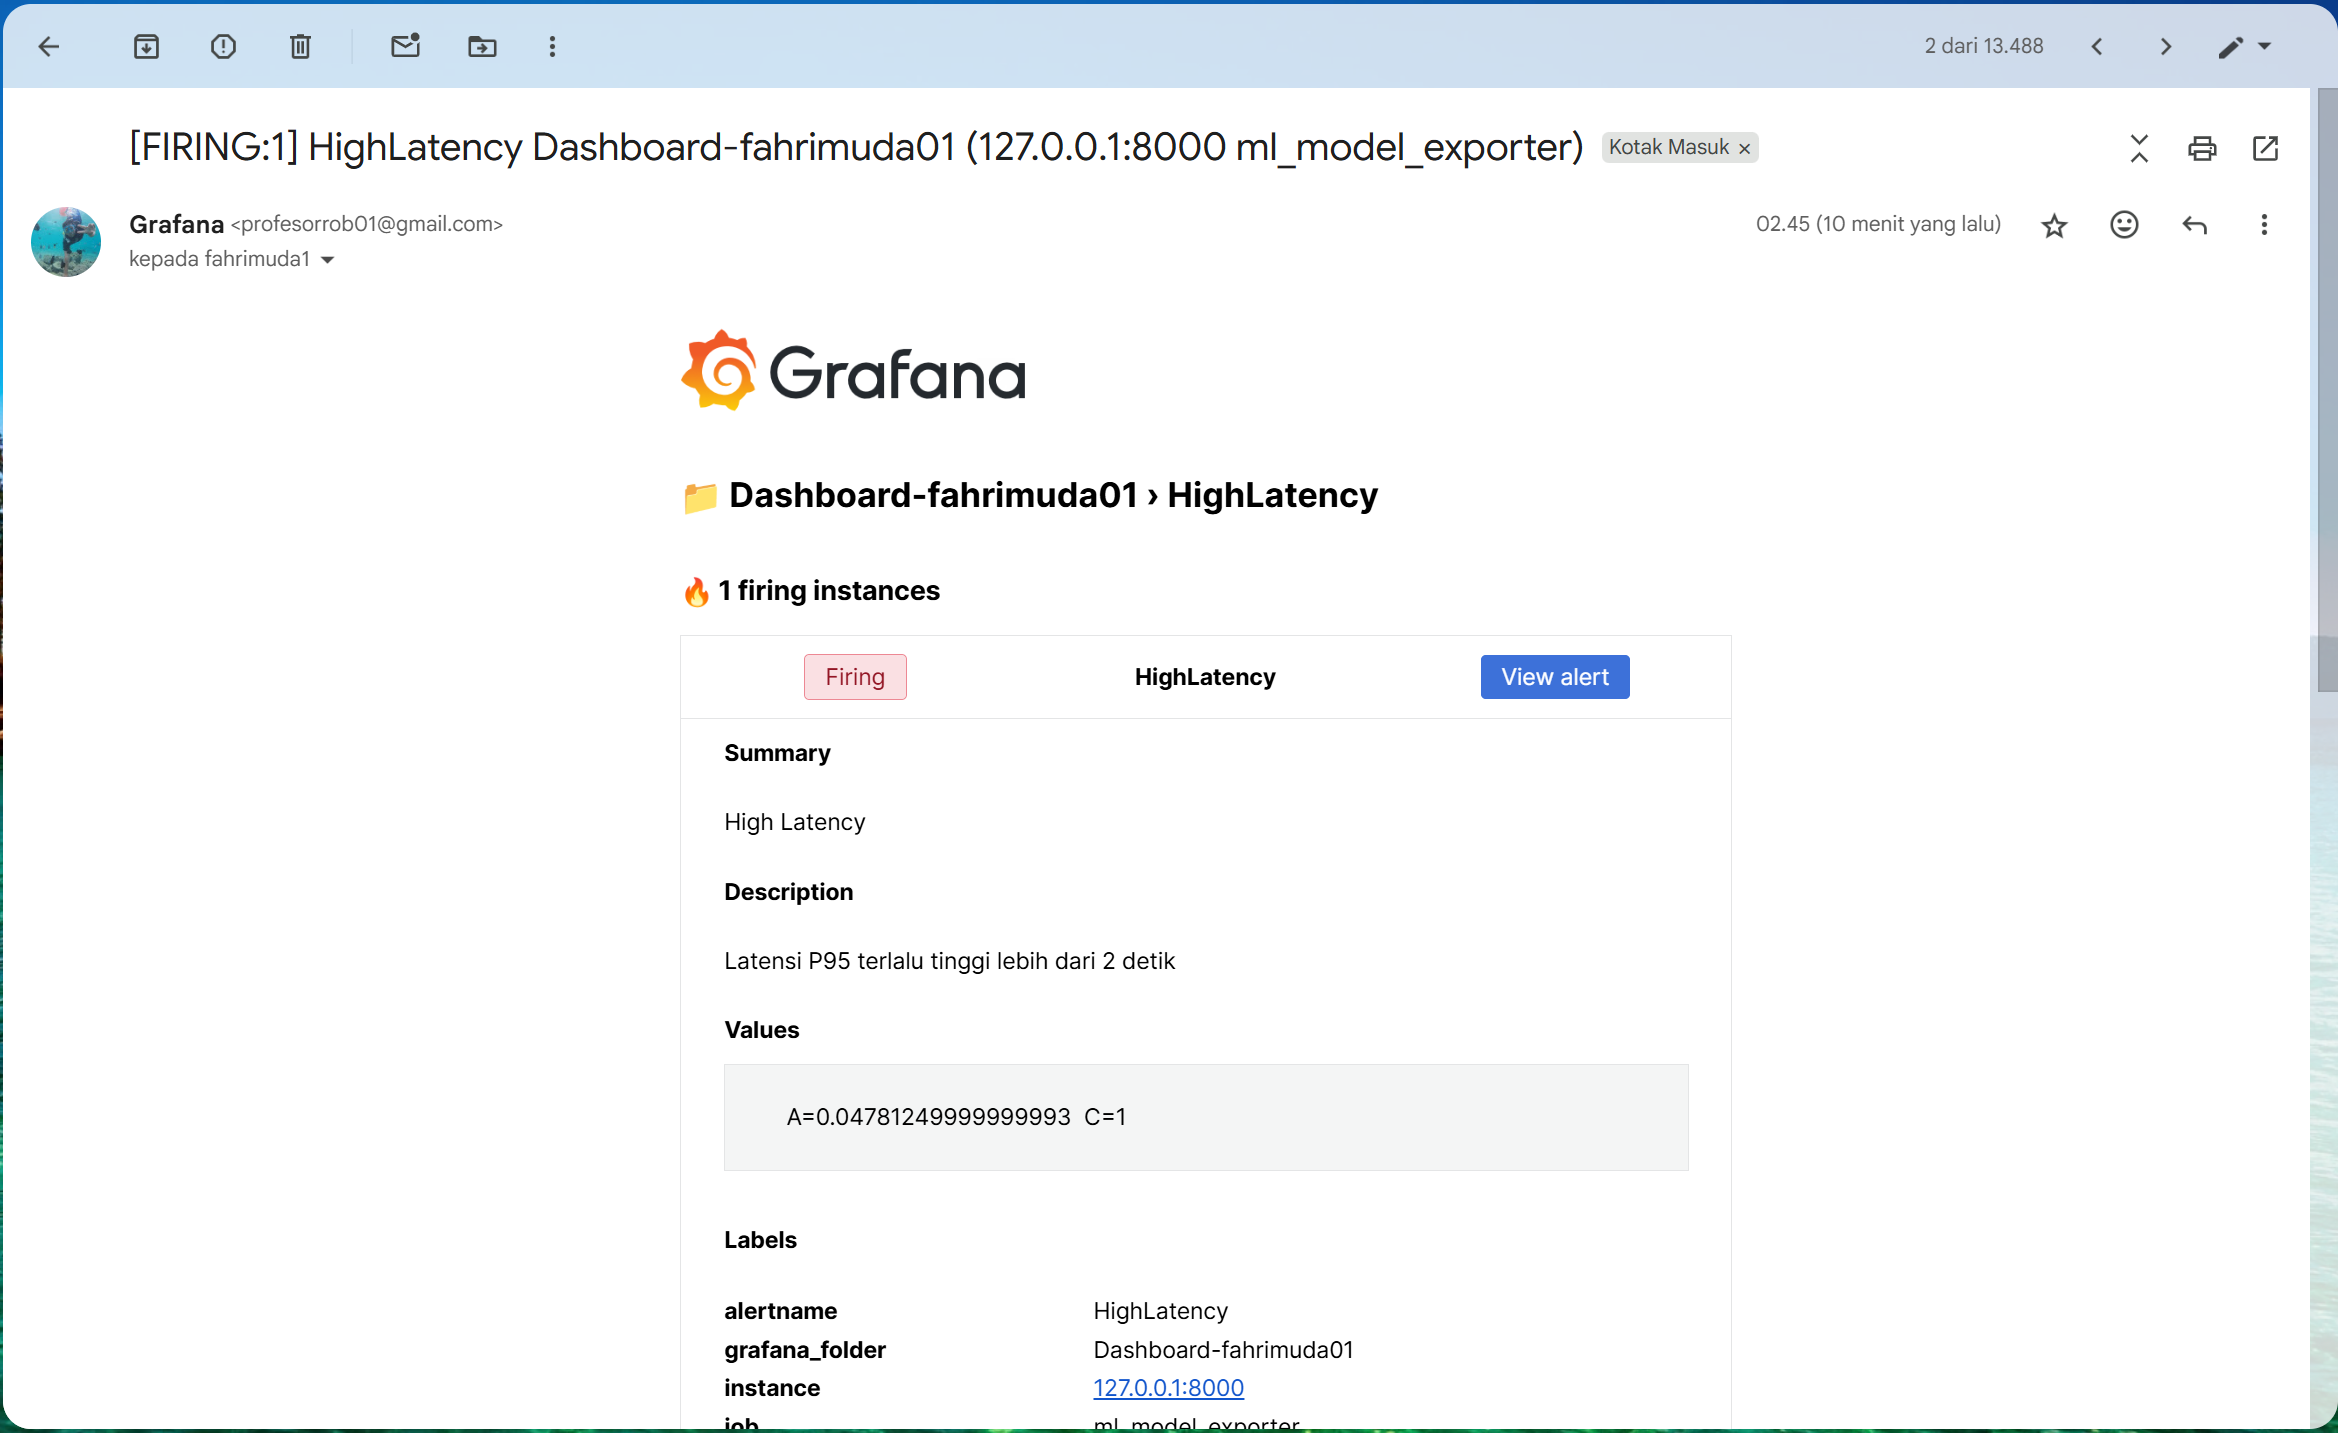 2 dari 13.488
[FIRING:1] HighLatency Dashboard-fahrimuda01 (127.0.0.1:8000 ml_model_exporter) Kotak Masuk ×
Grafana <profesorrob01@gmail.com> 02.45 (10 menit yang lalu)
kepada fahrimuda1
Grafana
📁 Dashboard-fahrimuda01 › HighLatency
🔥 1 firing instances
Firing HighLatency View alert
Summary
High Latency
Description
Latensi P95 terlalu tinggi lebih dari 2 detik
Values
A=0.04781249999999993 C=1
Labels
alertname HighLatency
grafana_folder Dashboard-fahrimuda01
instance 127.0.0.1:8000
job ml_model_exporter